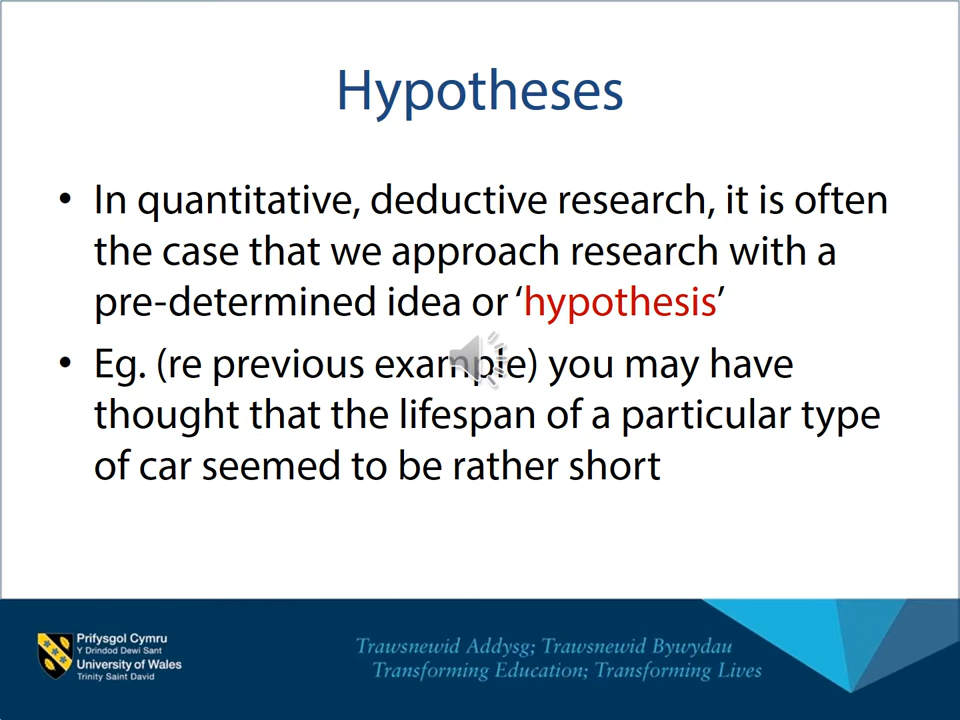 Hypotheses
• In quantitative, deductive research, it is often
the case that we approach research with a
pre-determined idea or ‘hypothesis’
• Eg. (re previous example) you may have
thought that the lifespan of a particular type
of car seemed to be rather short
Prifysgol Cymru
Y Drindod Dewi Sant
University of Wales
Trinity Saint David
Trawsnewid Addysg; Trawsnewid Bywydau
Transforming Education; Transforming Lives